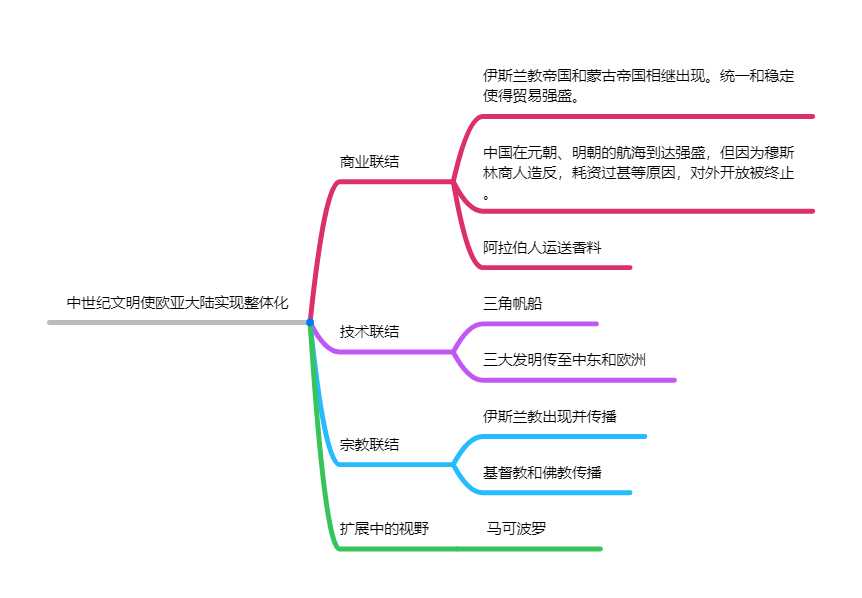 伊斯兰教帝国和蒙古帝国相继出现。统一和稳定
使得贸易强盛。
商业联结
中国在元朝、明朝的航海到达强盛，但因为穆斯
林商人造反，耗资过甚等原因，对外开放被终止
。
阿拉伯人运送香料
中世纪文明使欧亚大陆实现整体化
三角帆船
技术联结
三大发明传至中东和欧洲
伊斯兰教出现并传播
宗教联结
基督教和佛教传播
扩展中的视野
马可波罗